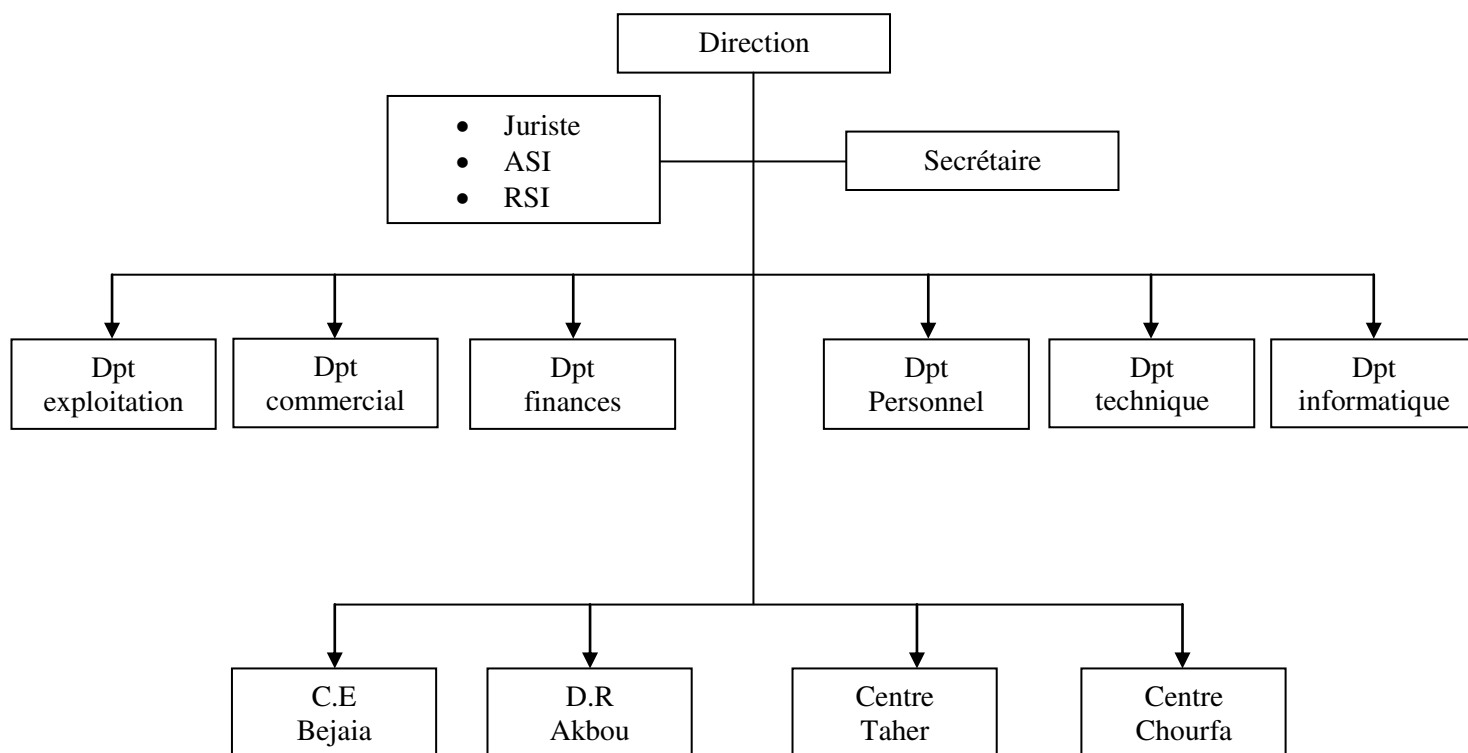 Direction
• Juriste
• ASI
• RSI
Secrétaire
Dpt
exploitation
Dpt
commercial
Dpt
finances
Dpt
Personnel
Dpt
technique
Dpt
informatique
C.E
Bejaia
D.R
Akbou
Centre
Taher
Centre
Chourfa